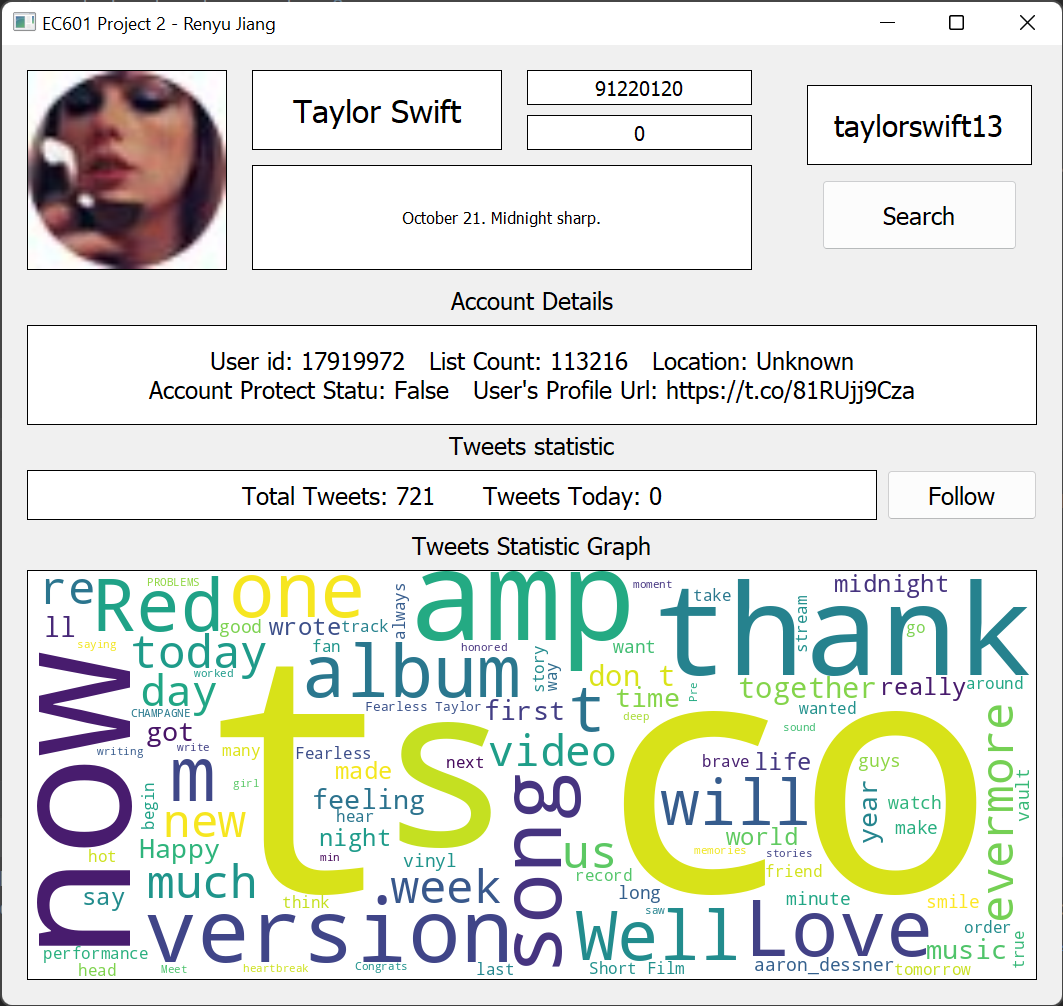 EC601 Project 2 - Renyu Jiang
Taylor Swift
91220120
0
taylorswift13
October 21. Midnight sharp.
Search
Account Details
User id: 17919972 List Count: 113216 Location: Unknown
Account Protect Statu: False User's Profile Url: https://t.co/81RUjj9Cza
Tweets statistic
Total Tweets: 721 Tweets Today: 0
Follow
Tweets Statistic Graph
re
Red
PROBLEMS
one
amp
moment
take
thank
midnight
ll
good
wrote
track
always
stream
go
saying
today
worked
fan
album
honored
story
way
want
don t
now
day
CHAMPAGNE
Fearless Taylor
first
t
time
deep
Pre
together
really
around
wanted
sound
got
writing
write
many
Fearless
made
next
video
brave
life
guys
evermore
vault
m
girl
ts
co
begin
new
feeling
hear
night
min
song
will
year
watch
make
world
memories
stories
hot
Happy
vinyl
us
record
friend
say
much
think
week
long
saw
minute
smile
order
true
version
Well
Love
music
performance
head
Meet
heartbreak
Congrats
last
Short Film
aaron_dessner
tomorrow